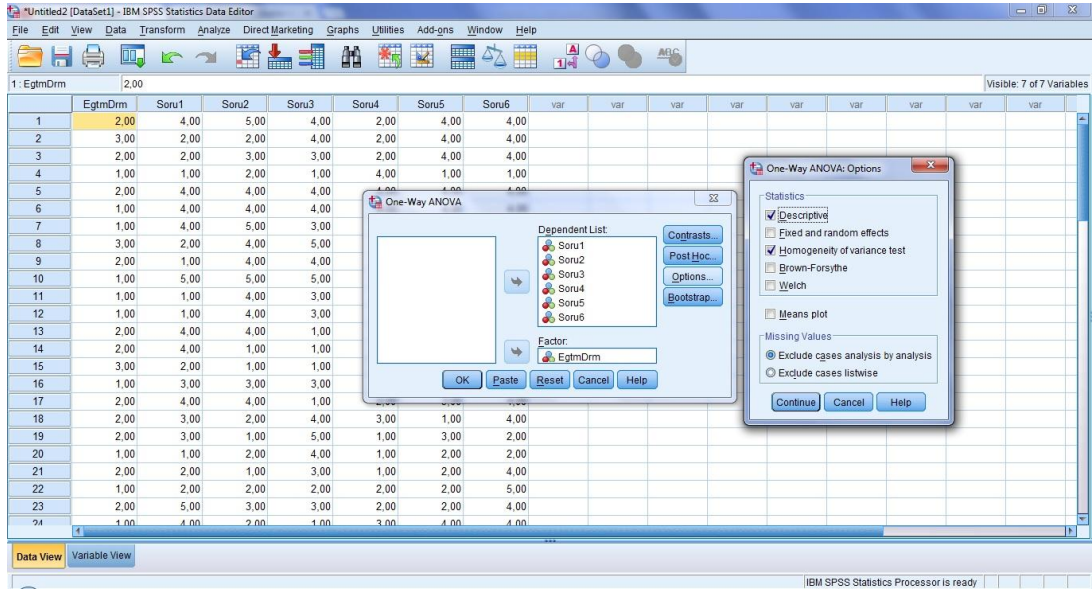 *Untitled2 [DataSet1] - IBM SPSS Statistics Data Editor
File Edit View Data Transform Analyze Direct Marketing Graphs Utilities Add-ons Window Help
1 : EgtmDrm 2,00 Visible: 7 of 7 Variables
EgtmDrm Soru1 Soru2 Soru3 Soru4 Soru5 Soru6 var var var var var var var var var
1 2,00 4,00 5,00 4,00 2,00 4,00 4,00
2 3,00 2,00 2,00 4,00 2,00 4,00 4,00
3 2,00 2,00 3,00 3,00 2,00 4,00 4,00
4 1,00 1,00 2,00 1,00 4,00 1,00 1,00
5 2,00 4,00 4,00 4,00
6 1,00 4,00 4,00 4,00
7 1,00 4,00 5,00 3,00
8 3,00 2,00 4,00 5,00
9 2,00 1,00 4,00 4,00
10 1,00 5,00 5,00 5,00
11 1,00 1,00 4,00 3,00
12 1,00 1,00 4,00 3,00
13 2,00 4,00 4,00 1,00
14 2,00 4,00 1,00 1,00
15 3,00 2,00 1,00 1,00
16 1,00 3,00 3,00 3,00
17 2,00 4,00 4,00 1,00
18 2,00 3,00 2,00 4,00 3,00 1,00 4,00
19 2,00 3,00 1,00 5,00 1,00 3,00 2,00
20 1,00 1,00 2,00 4,00 1,00 2,00 2,00
21 2,00 2,00 1,00 3,00 1,00 2,00 4,00
22 1,00 2,00 2,00 2,00 2,00 2,00 5,00
23 2,00 5,00 3,00 3,00 2,00 2,00 4,00
24 1,00 4,00 2,00 1,00 3,00 4,00 4,00
One-Way ANOVA
Dependent List:
Soru1
Soru2
Soru3
Soru4
Soru5
Soru6
Factor:
EgtmDrm
Contrasts...
Post Hoc...
Options...
Bootstrap...
OK Paste Reset Cancel Help
One-Way ANOVA: Options
Statistics
Descriptive
Fixed and random effects
Homogeneity of variance test
Brown-Forsythe
Welch
Means plot
Missing Values
Exclude cases analysis by analysis
Exclude cases listwise
Continue Cancel Help
Data View Variable View
IBM SPSS Statistics Processor is ready